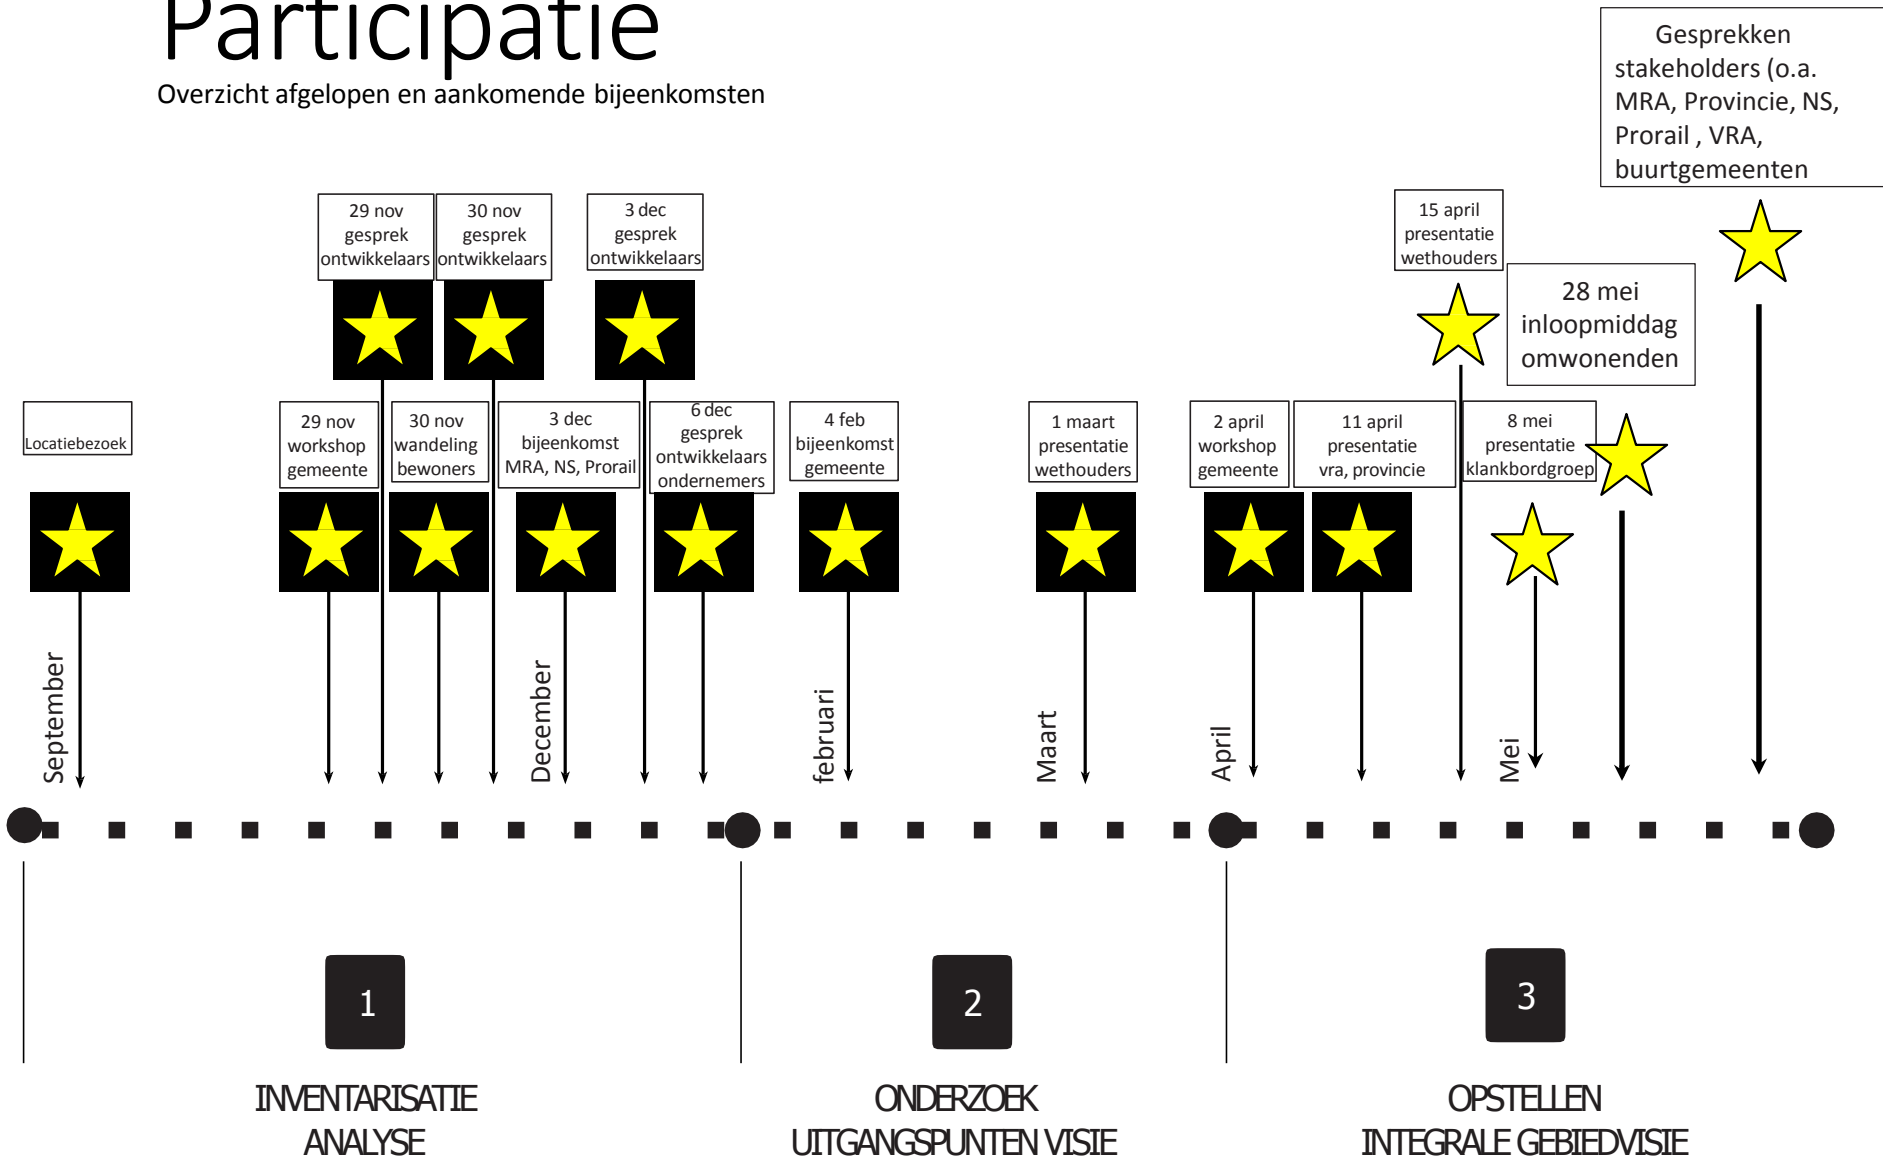 Participatie
Overzicht afgelopen en aankomende bijeenkomsten
Gesprekken
stakeholders (o.a.
MRA, Provincie, NS,
Prorail , VRA,
buurtgemeenten
29 nov
gesprek
ontwikkelaars
30 nov
gesprek
ontwikkelaars
3 dec
gesprek
ontwikkelaars
15 april
presentatie
wethouders
28 mei
inloopmiddag
omwonenden
Locatiebezoek
29 nov
workshop
gemeente
30 nov
wandeling
bewoners
3 dec
bijeenkomst
MRA, NS, Prorail
6 dec
gesprek
ontwikkelaars
ondernemers
4 feb
bijeenkomst
gemeente
1 maart
presentatie
wethouders
2 april
workshop
gemeente
11 april
presentatie
vra, provincie
8 mei
presentatie
klankbordgroep
September
December
februari
Maart
April
Mei
1
INVENTARISATIE
ANALYSE
2
ONDERZOEK
UITGANGSPUNTEN VISIE
3
OPSTELLEN
INTEGRALE GEBIEDVISIE